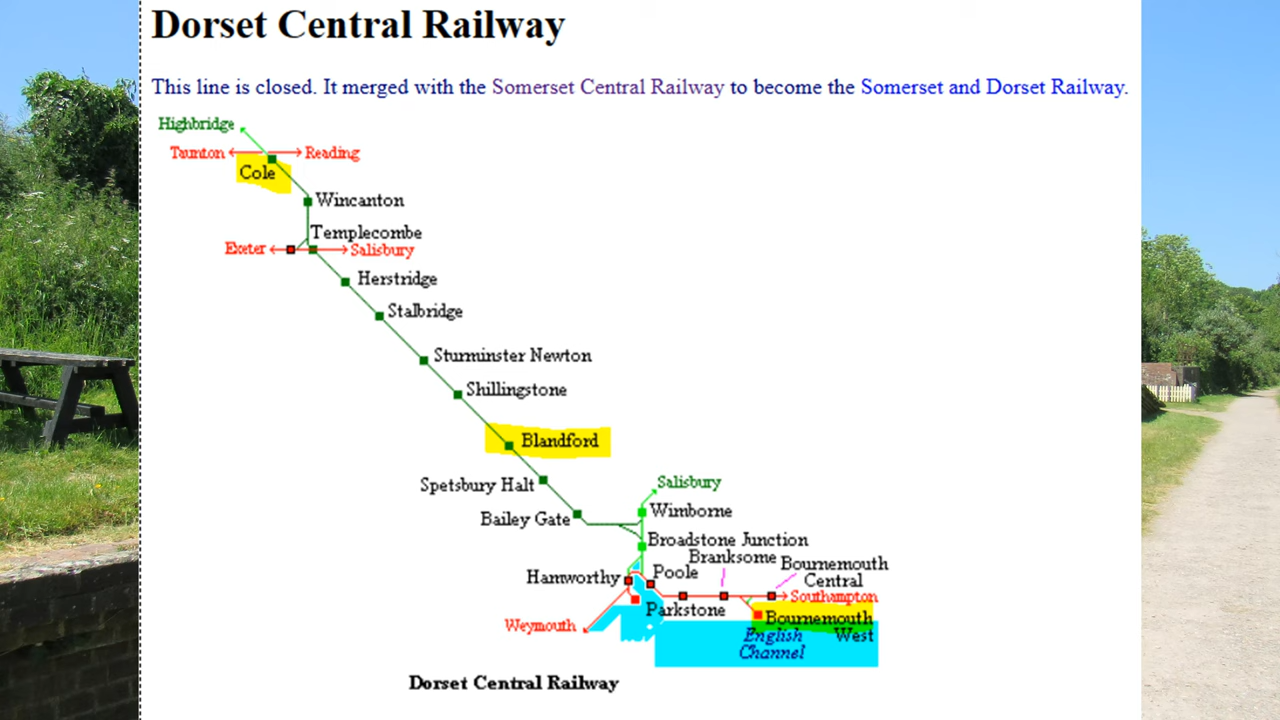 Dorset Central Railway
This line is closed. It merged with the Somerset Central Railway to become the Somerset and Dorset Railway.
Highbridge
Taunton
Reading
Cole
Wincanton
Templecombe
Exeter
Salisbury
Herstridge
Stalbridge
Sturminster Newton
Shillingstone
Blandford
Spetsbury Halt
Salisbury
Bailey Gate
Wimborne
Broadstone Junction
Branksome
Bournemouth
Central
Hamworthy
Poole
Southampton
Parkstone
Bournemouth
West
Weymouth
English
Channel
Dorset Central Railway